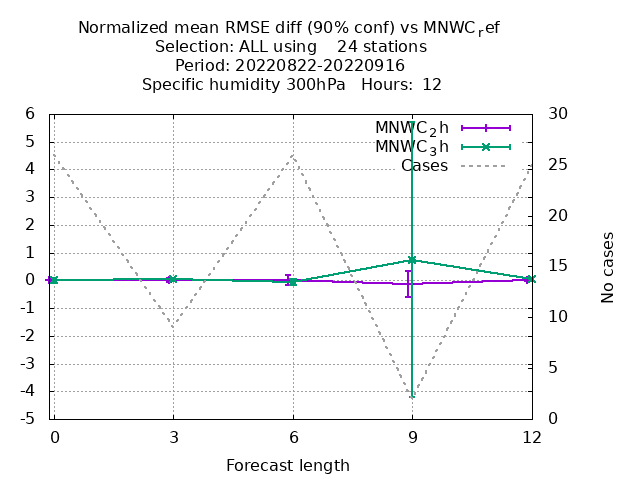 Normalized mean RMSE diff (90% conf) vs MNWC_ref
Selection: ALL using    24 stations
Period: 20220822-20220916
Specific humidity 300hPa   Hours:  12
MNWC_2h
MNWC_3h
Cases
6
5
4
3
2
1
0
-1
-2
-3
-4
-5
30
25
20
15
10
5
0
No cases
0 3 6 9 12
Forecast length